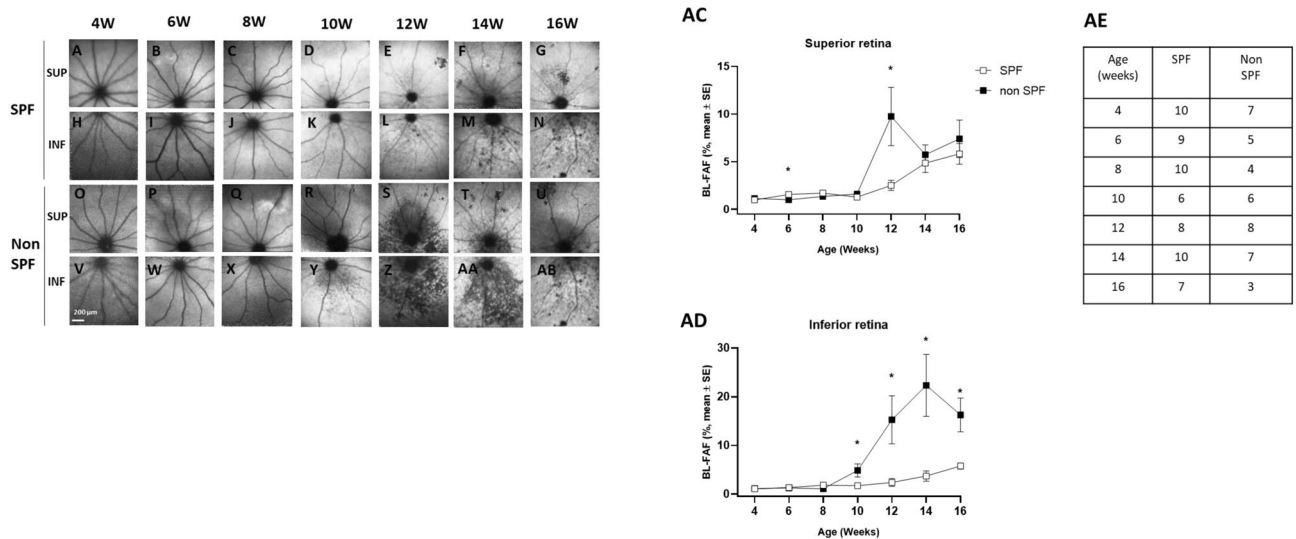 4W 6W 8W 10W 12W 14W 16W
SPF
SUP
A B C D E F G
INF
H I J K L M N
Non
SPF
SUP
O P Q R S T U
INF
V W X Y Z AA AB
200 µm
AC
Superior retina
BL-FAF (%, mean ± SE)
15
10
5
0
*
*
4 6 8 10 12 14 16
Age (Weeks)
SPF
non SPF
AD
Inferior retina
BL-FAF (%, mean ± SE)
30
20
10
0
*
*
*
*
4 6 8 10 12 14 16
Age (Weeks)
AE
Age
(weeks)
SPF
Non
SPF
4 10 7
6 9 5
8 10 4
10 6 6
12 8 8
14 10 7
16 7 3